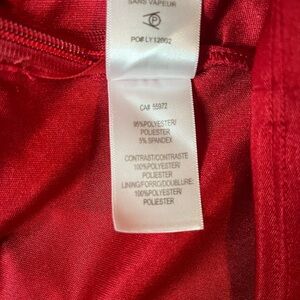 SANS VAPEUR
P
PO# LY12002
CA# 55972
95%POLYESTER/
POLIESTER
5% SPANDEX
CONTRAST/CONTRASTE
100%POLYESTER/
POLIESTER
LINING/FORRO/DOUBLURE:
100%POLYESTER/
POLIESTER